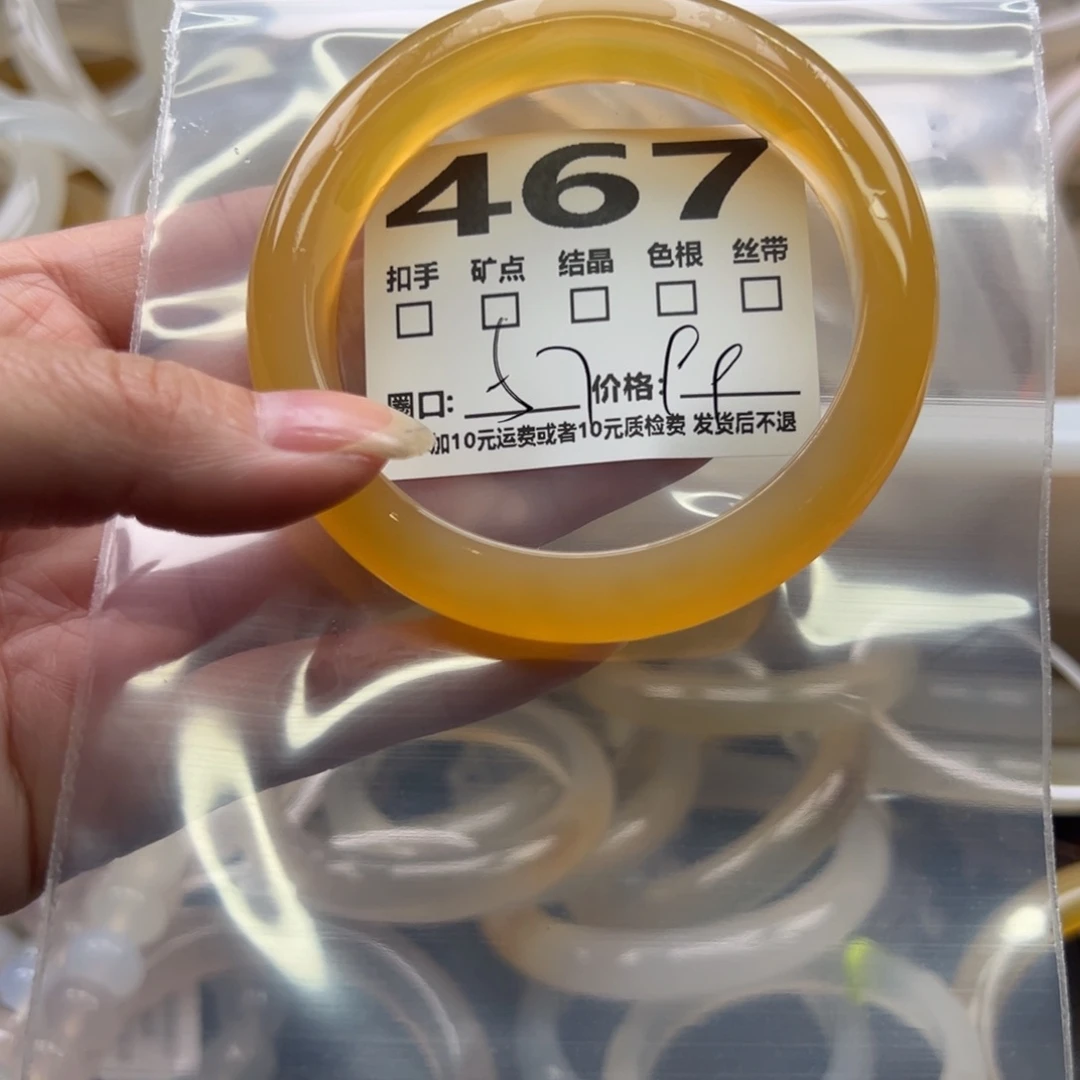 467
扣手 矿点 结晶 色根 丝带
圈口: 57 价格:
加10元运费或者10元质检费 发货后不退